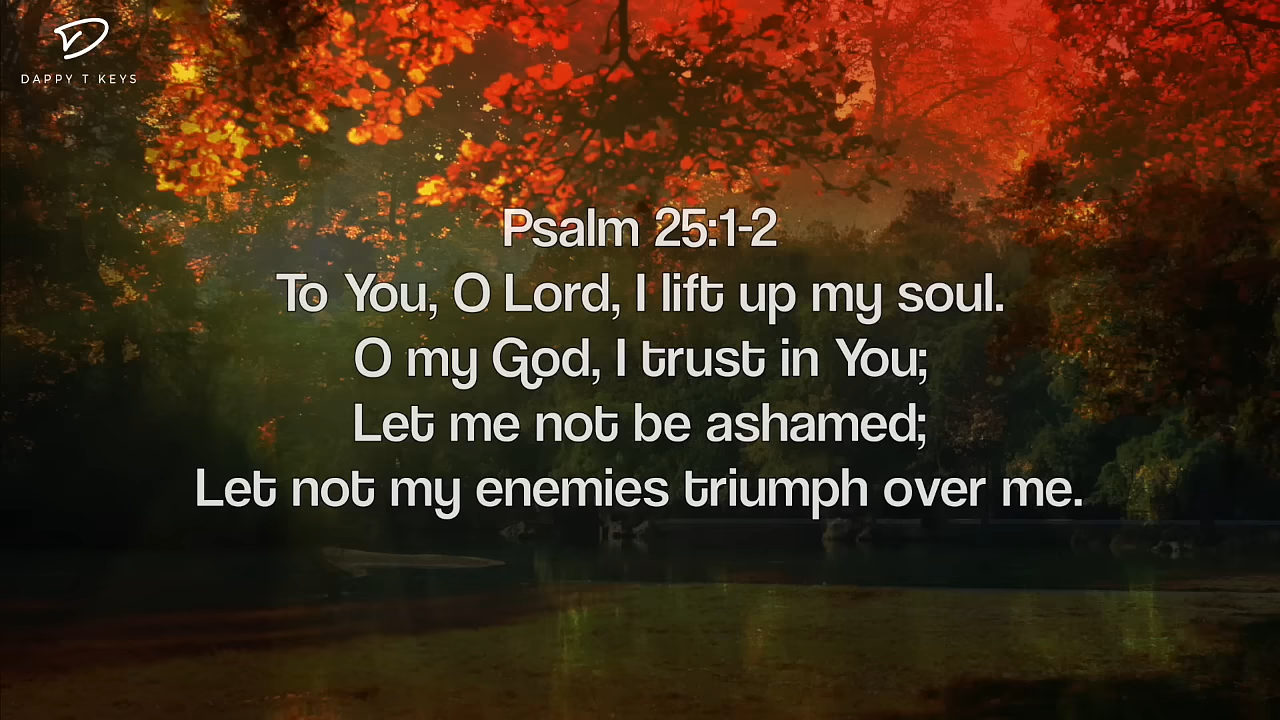 DAPPY T KEYS
Psalm 25:1-2
To You, O Lord, I lift up my soul.
O my God, I trust in You;
Let me not be ashamed;
Let not my enemies triumph over me.